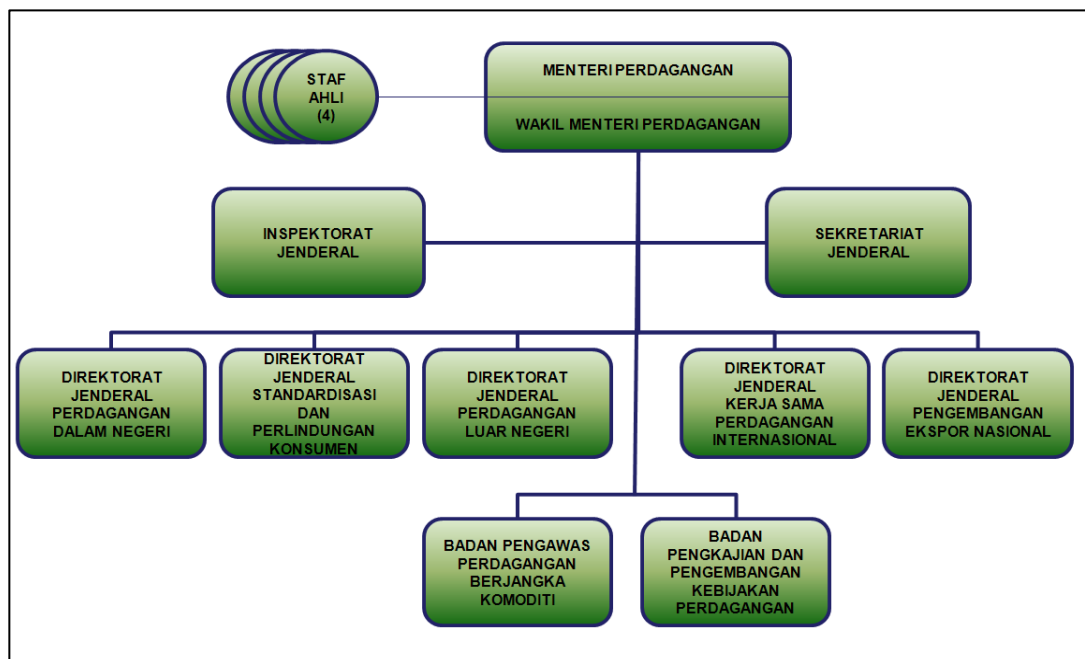 STAF
AHLI
(4)
MENTERI PERDAGANGAN
WAKIL MENTERI PERDAGANGAN
INSPEKTORAT
JENDERAL
SEKRETARIAT
JENDERAL
DIREKTORAT
JENDERAL
PERDAGANGAN
DALAM NEGERI
DIREKTORAT
JENDERAL
STANDARDISASI
DAN
PERLINDUNGAN
KONSUMEN
DIREKTORAT
JENDERAL
PERDAGANGAN
LUAR NEGERI
DIREKTORAT
JENDERAL
KERJA SAMA
PERDAGANGAN
INTERNASIONAL
DIREKTORAT
JENDERAL
PENGEMBANGAN
EKSPOR NASIONAL
BADAN PENGAWAS
PERDAGANGAN
BERJANGKA
KOMODITI
BADAN
PENGKAJIAN DAN
PENGEMBANGAN
KEBIJAKAN
PERDAGANGAN